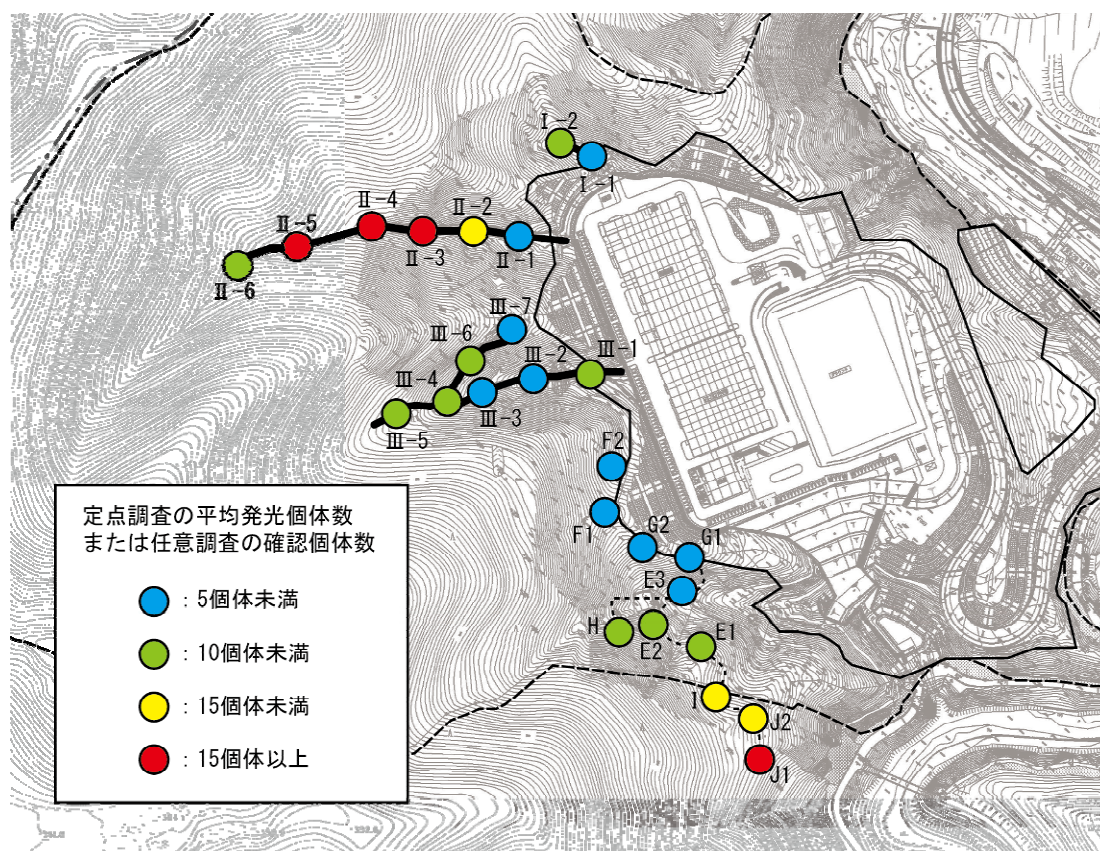 Ⅰ-2
Ⅰ-1
Ⅱ-4
Ⅱ-2
Ⅱ-5
Ⅱ-3
Ⅱ-1
Ⅱ-6
Ⅲ-7
Ⅲ-6
Ⅲ-2
Ⅲ-1
Ⅲ-4
Ⅲ-3
Ⅲ-5
F2
F1
G2
G1
E3
H
E2
E1
I
J2
J1
定点調査の平均発光個体数
または任意調査の確認個体数
：5個体未満
：10個体未満
：15個体未満
：15個体以上